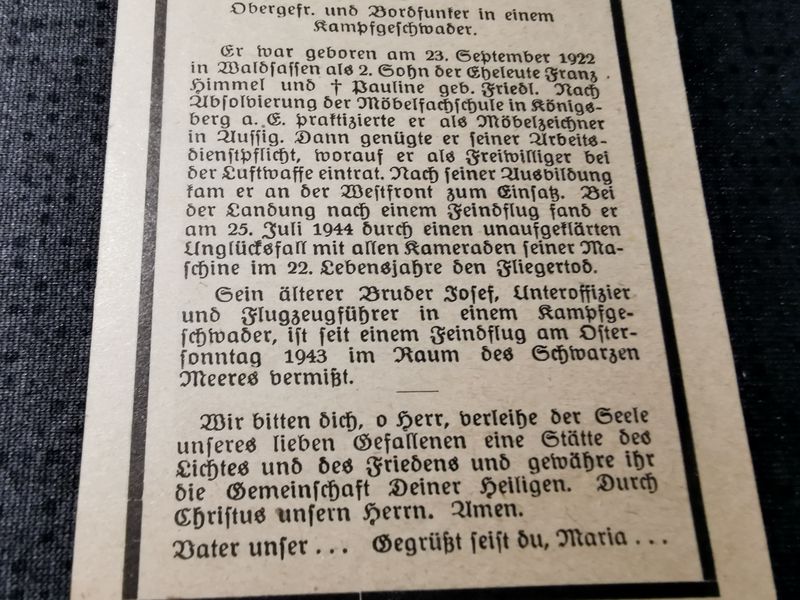 Obergefr. und Bordfunker in einem
Kampfgeschwader.
Er war geboren am 23. September 1922
in Waldsassen als 2. Sohn der Eheleute Franz
Himmel und † Pauline geb. Friedl. Nach
Absolvierung der Möbelfachschule in Königs-
berg a. E. praktizierte er als Möbelzeichner
in Aussig. Dann genügte er seiner Arbeits-
dienstpflicht, worauf er als Freiwilliger bei
der Luftwaffe eintrat. Nach seiner Ausbildung
kam er an der Westfront zum Einsatz. Bei
der Landung nach einem Feindflug fand er
am 25. Juli 1944 durch einen unaufgeklärten
Unglücksfall mit allen Kameraden seiner Ma-
schine im 22. Lebensjahre den Fliegertod.
Sein älterer Bruder Josef, Unteroffizier
und Flugzeugführer in einem Kampfge-
schwader, ist seit einem Feindflug am Oster-
sonntag 1943 im Raum des Schwarzen
Meeres vermißt.
Wir bitten dich, o Herr, verleihe der Seele
unseres lieben Gefallenen eine Stätte des
Lichtes und des Friedens und gewähre ihr
die Gemeinschaft Deiner Heiligen. Durch
Christus unsern Herrn. Amen.
Vater unser . . . Gegrüßt seist du, Maria . . .